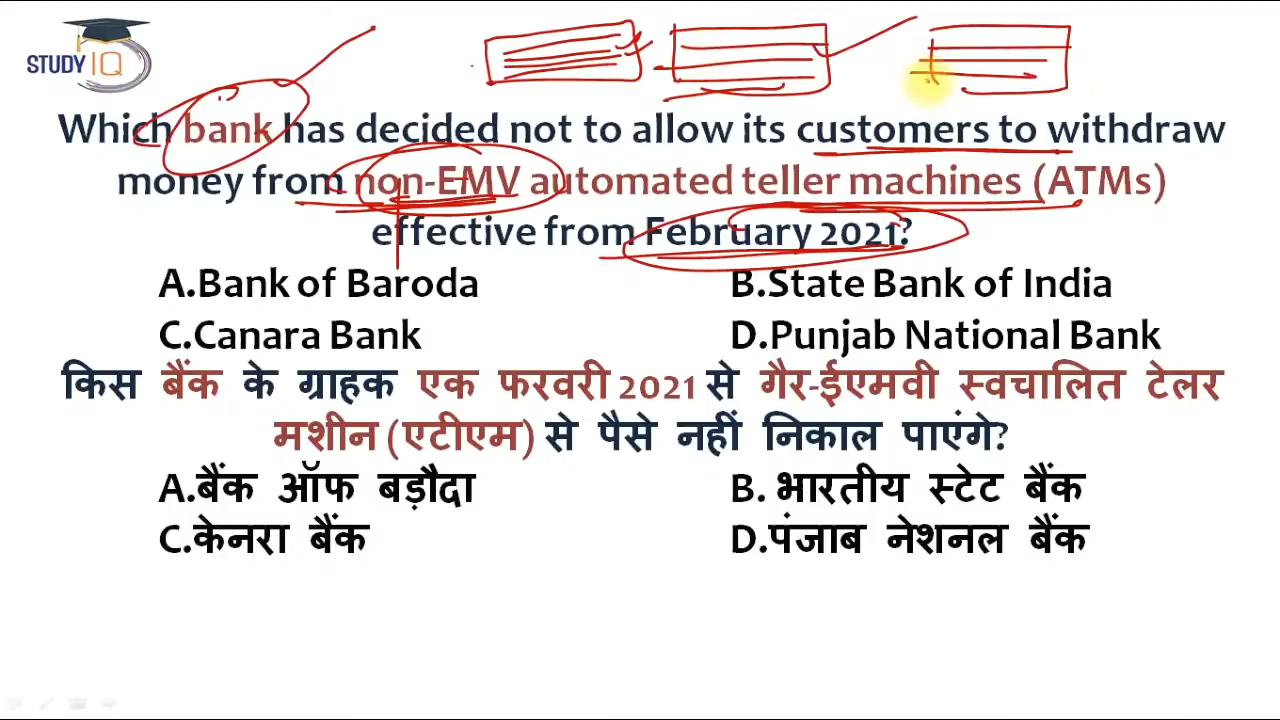 STUDY IQ
Which bank has decided not to allow its customers to withdraw
money from non-EMV automated teller machines (ATMs)
effective from February 2021?
A.Bank of Baroda B.State Bank of India
C.Canara Bank D.Punjab National Bank
किस बैंक के ग्राहक एक फरवरी 2021 से गैर-ईएमवी स्वचालित टेलर
मशीन (एटीएम) से पैसे नहीं निकाल पाएंगे?
A.बैंक ऑफ बड़ौदा B. भारतीय स्टेट बैंक
C.केनरा बैंक D.पंजाब नेशनल बैंक